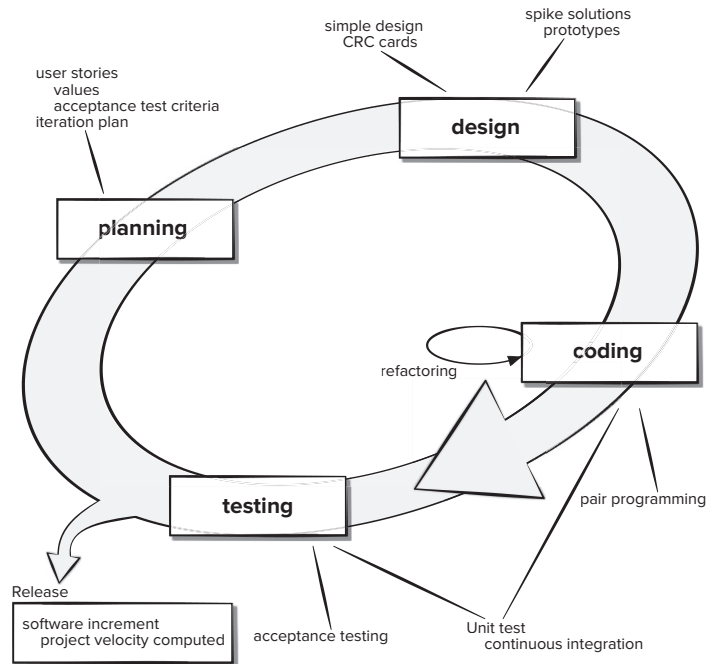 simple design
CRC cards
spike solutions
prototypes
user stories
values
acceptance test criteria
iteration plan
design
planning
coding
refactoring
testing
pair programming
Release
software increment
project velocity computed
acceptance testing
Unit test
continuous integration